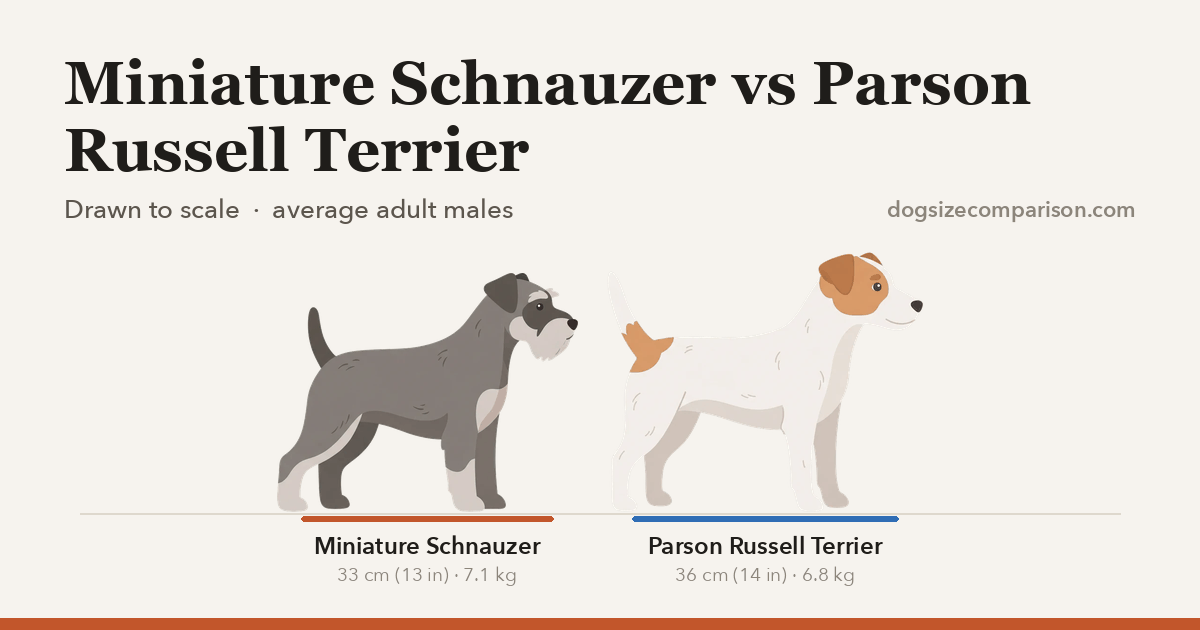 Miniature Schnauzer vs Parson
Russell Terrier
Drawn to scale · average adult males
dogsizecomparison.com
Miniature Schnauzer
33 cm (13 in) · 7.1 kg
Parson Russell Terrier
36 cm (14 in) · 6.8 kg